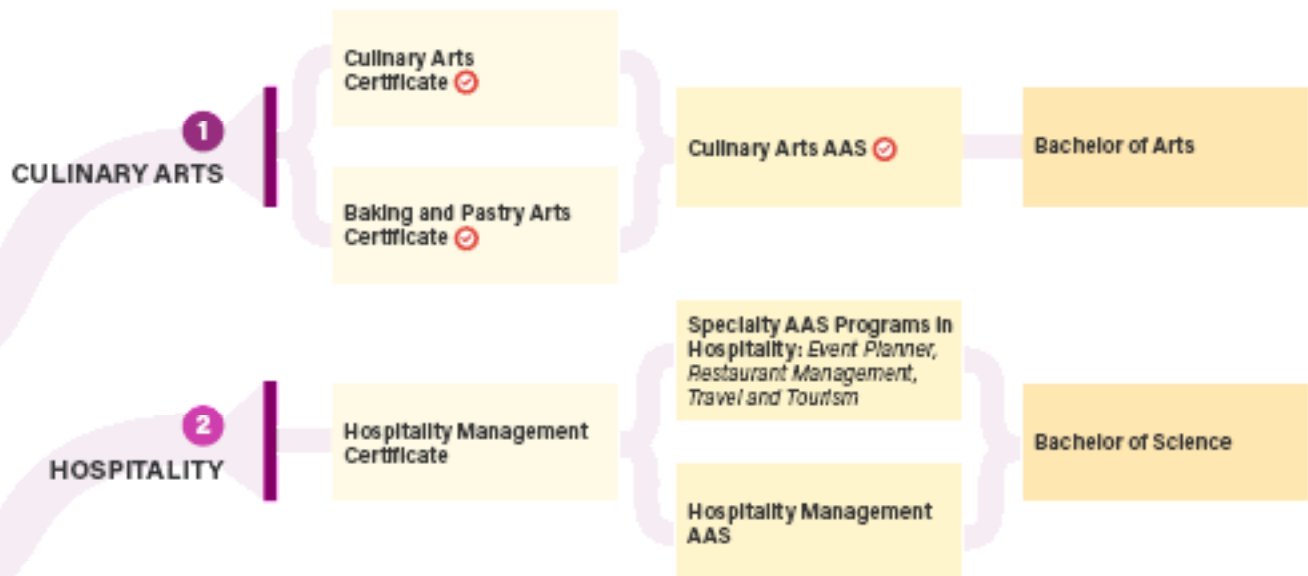 1
CULINARY ARTS
Culinary Arts
Certificate
Baking and Pastry Arts
Certificate
Culinary Arts AAS
Bachelor of Arts
2
HOSPITALITY
Hospitality Management
Certificate
Specialty AAS Programs in
Hospitality: Event Planner,
Restaurant Management,
Travel and Tourism
Hospitality Management
AAS
Bachelor of Science